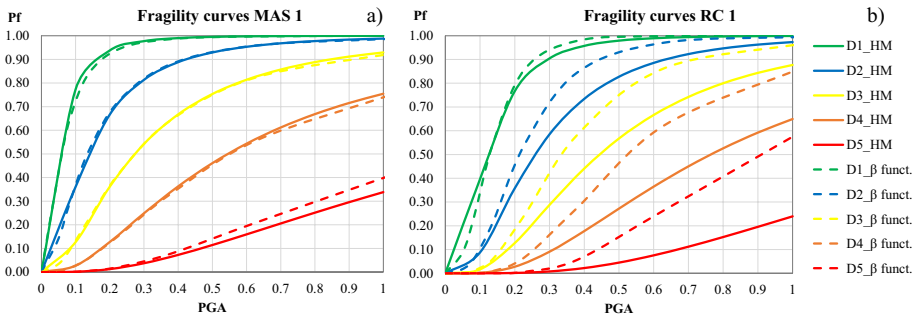 Fragility curves MAS 1
a)
Pf
1.00
0.90
0.80
0.70
0.60
0.50
0.40
0.30
0.20
0.10
0.00
0 0.1 0.2 0.3 0.4 0.5 0.6 0.7 0.8 0.9 1
PGA
Fragility curves RC 1
b)
Pf
1.00
0.90
0.80
0.70
0.60
0.50
0.40
0.30
0.20
0.10
0.00
0 0.1 0.2 0.3 0.4 0.5 0.6 0.7 0.8 0.9 1
PGA
D1_HM
D2_HM
D3_HM
D4_HM
D5_HM
D1_β funct.
D2_β funct.
D3_β funct.
D4_β funct.
D5_β funct.